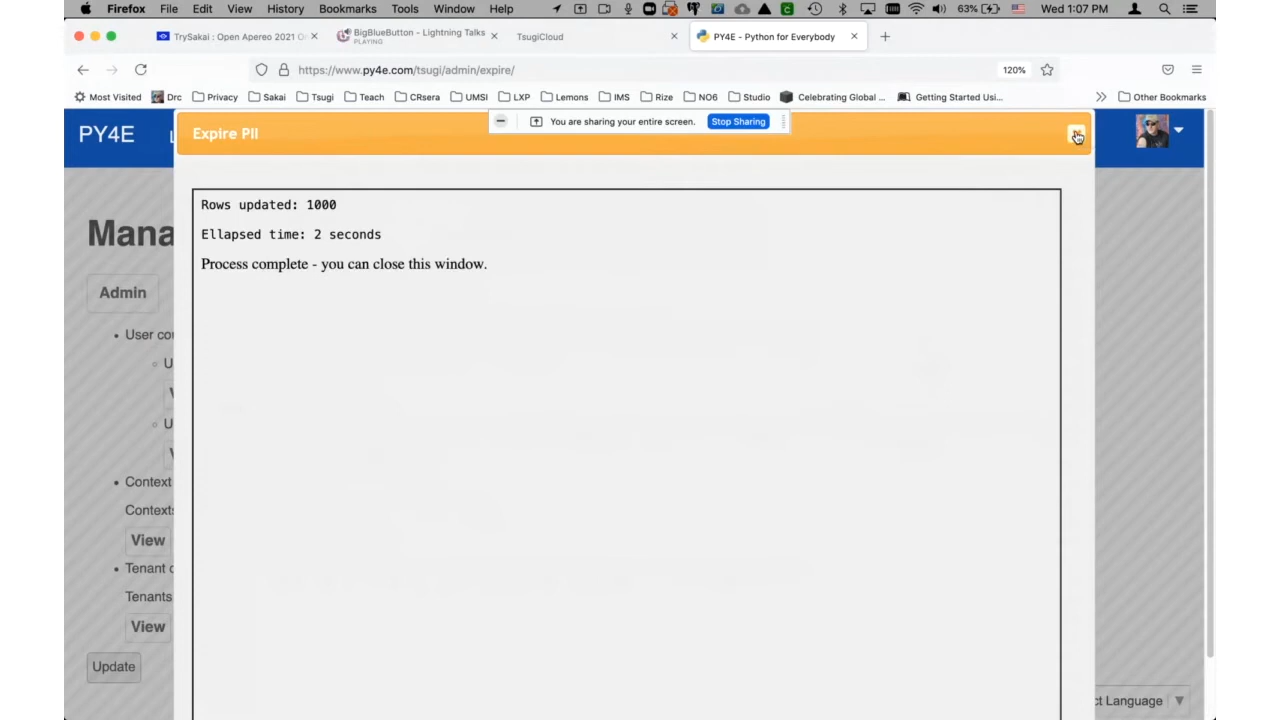 Firefox File Edit View History Bookmarks Tools Window Help 63% Wed 1:07 PM
TrySakai : Open Apereo 2021 O
BigBlueButton - Lightning Talks
PLAYING
TsugiCloud
PY4E - Python for Everybody
https://www.py4e.com/tsugi/admin/expire/ 120%
Most Visited Drc Privacy Sakai Tsugi Teach CRsera UMSI LXP Lemons IMS Rize NO6 Studio Celebrating Global ... Getting Started Usi... Other Bookmarks
You are sharing your entire screen. Stop Sharing
PY4E L
Expire PII
Rows updated: 1000
Ellapsed time: 2 seconds
Process complete - you can close this window.
Mana
Admin
User cou
U
V
U
V
Context
Contexts
View
Tenant c
Tenants
View
Update
ct Language